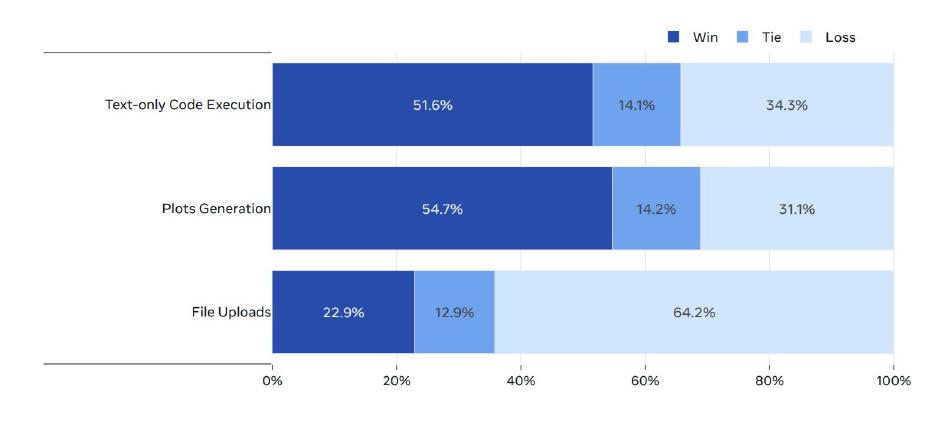 Win Tie Loss
Text-only Code Execution 51.6% 14.1% 34.3%
Plots Generation 54.7% 14.2% 31.1%
File Uploads 22.9% 12.9% 64.2%
0% 20% 40% 60% 80% 100%